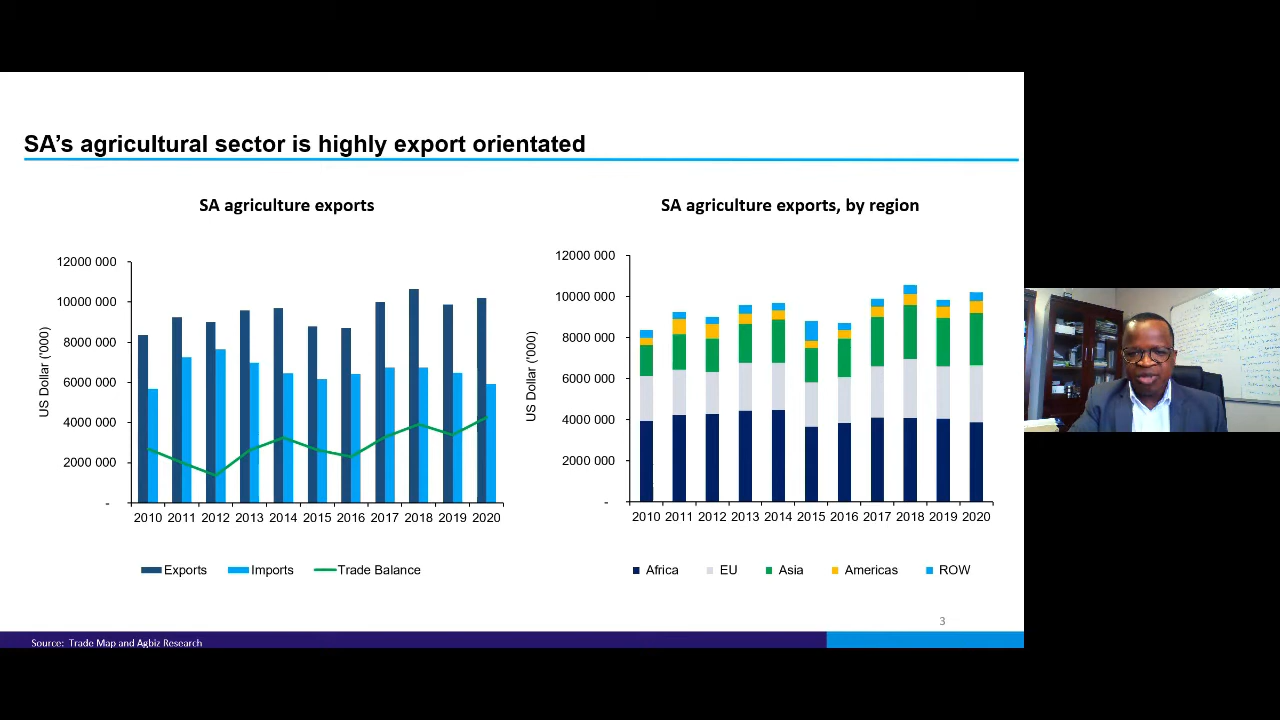 SA's agricultural sector is highly export orientated
SA agriculture exports
US Dollar ('000)
12000 000
10000 000
8000 000
6000 000
4000 000
2000 000
-
2010 2011 2012 2013 2014 2015 2016 2017 2018 2019 2020
Exports Imports Trade Balance
SA agriculture exports, by region
US Dollar ('000)
12000 000
10000 000
8000 000
6000 000
4000 000
2000 000
-
2010 2011 2012 2013 2014 2015 2016 2017 2018 2019 2020
Africa EU Asia Americas ROW
3
Source: Trade Map and Agbiz Research